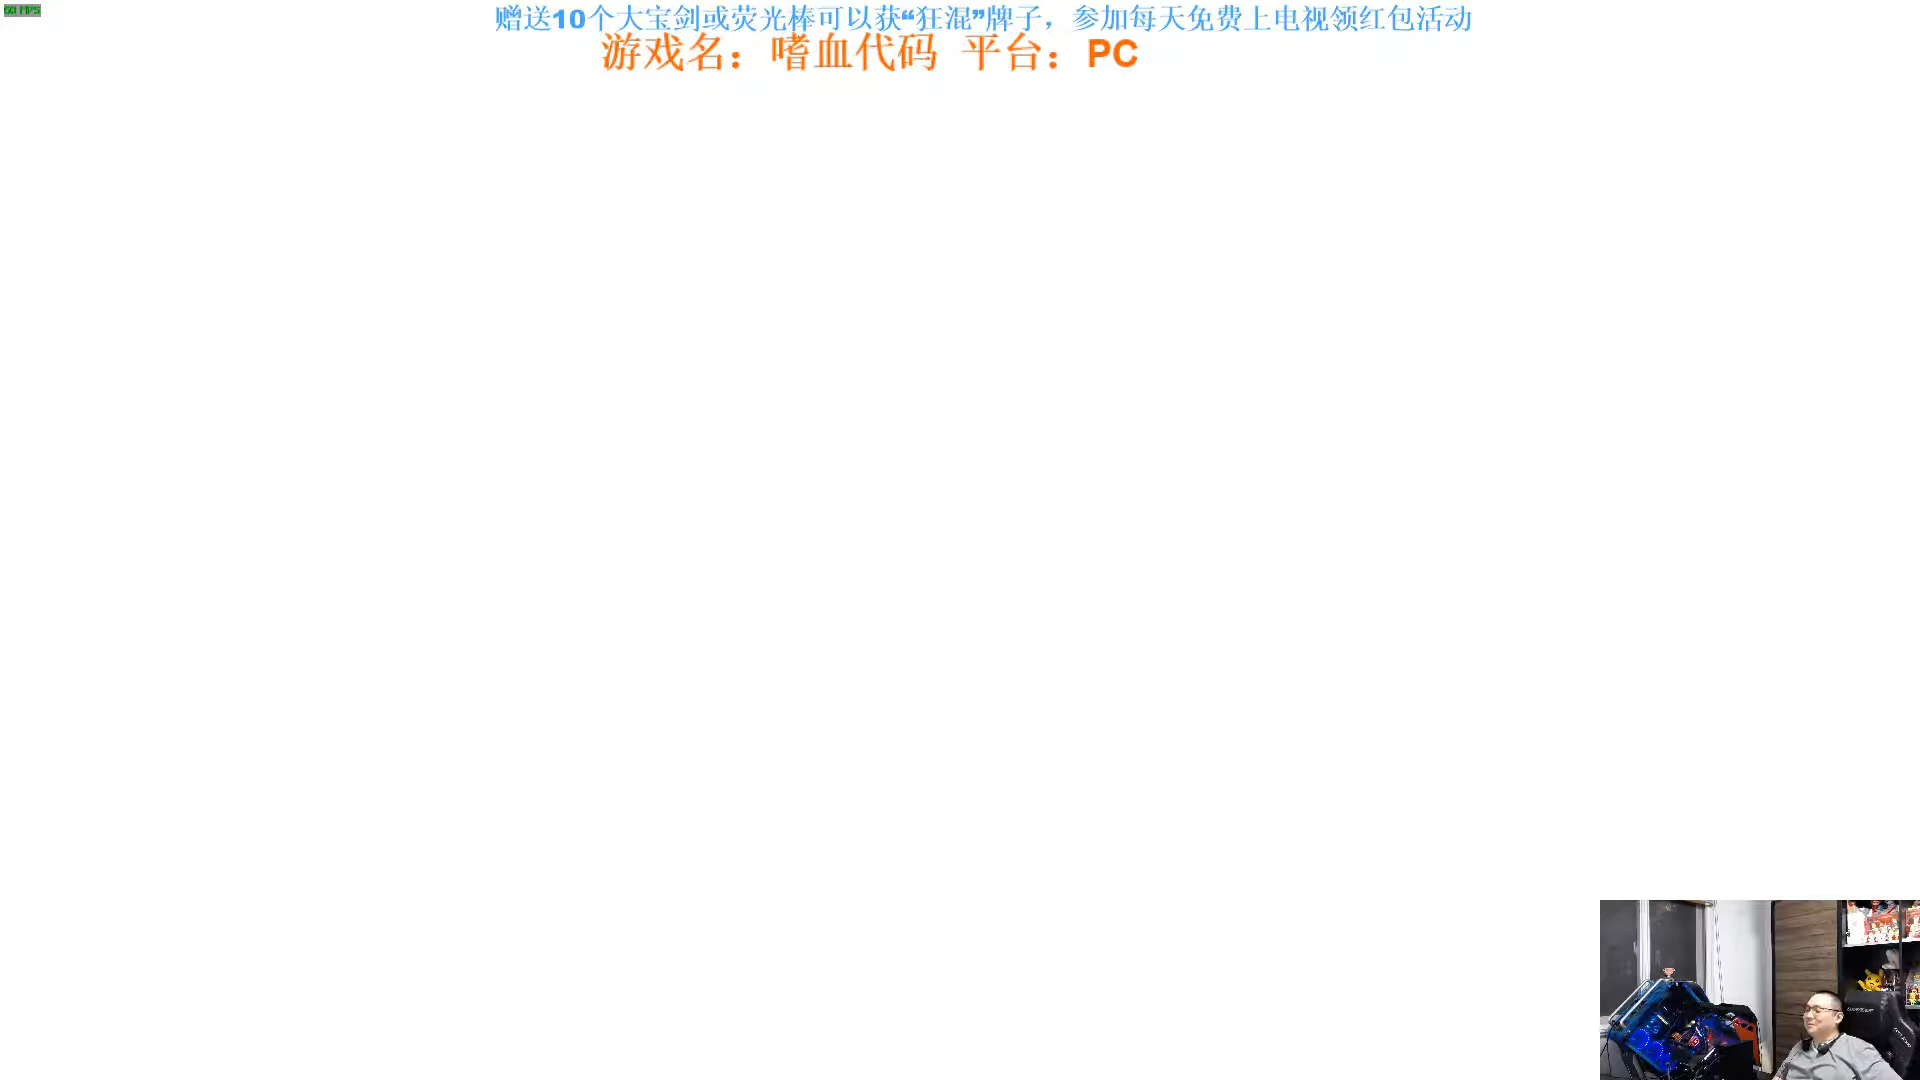 赠送10个大宝剑或荧光棒可以获“狂混”牌子，参加每天免费上电视领红包活动
游戏名：嗜血代码 平台：PC